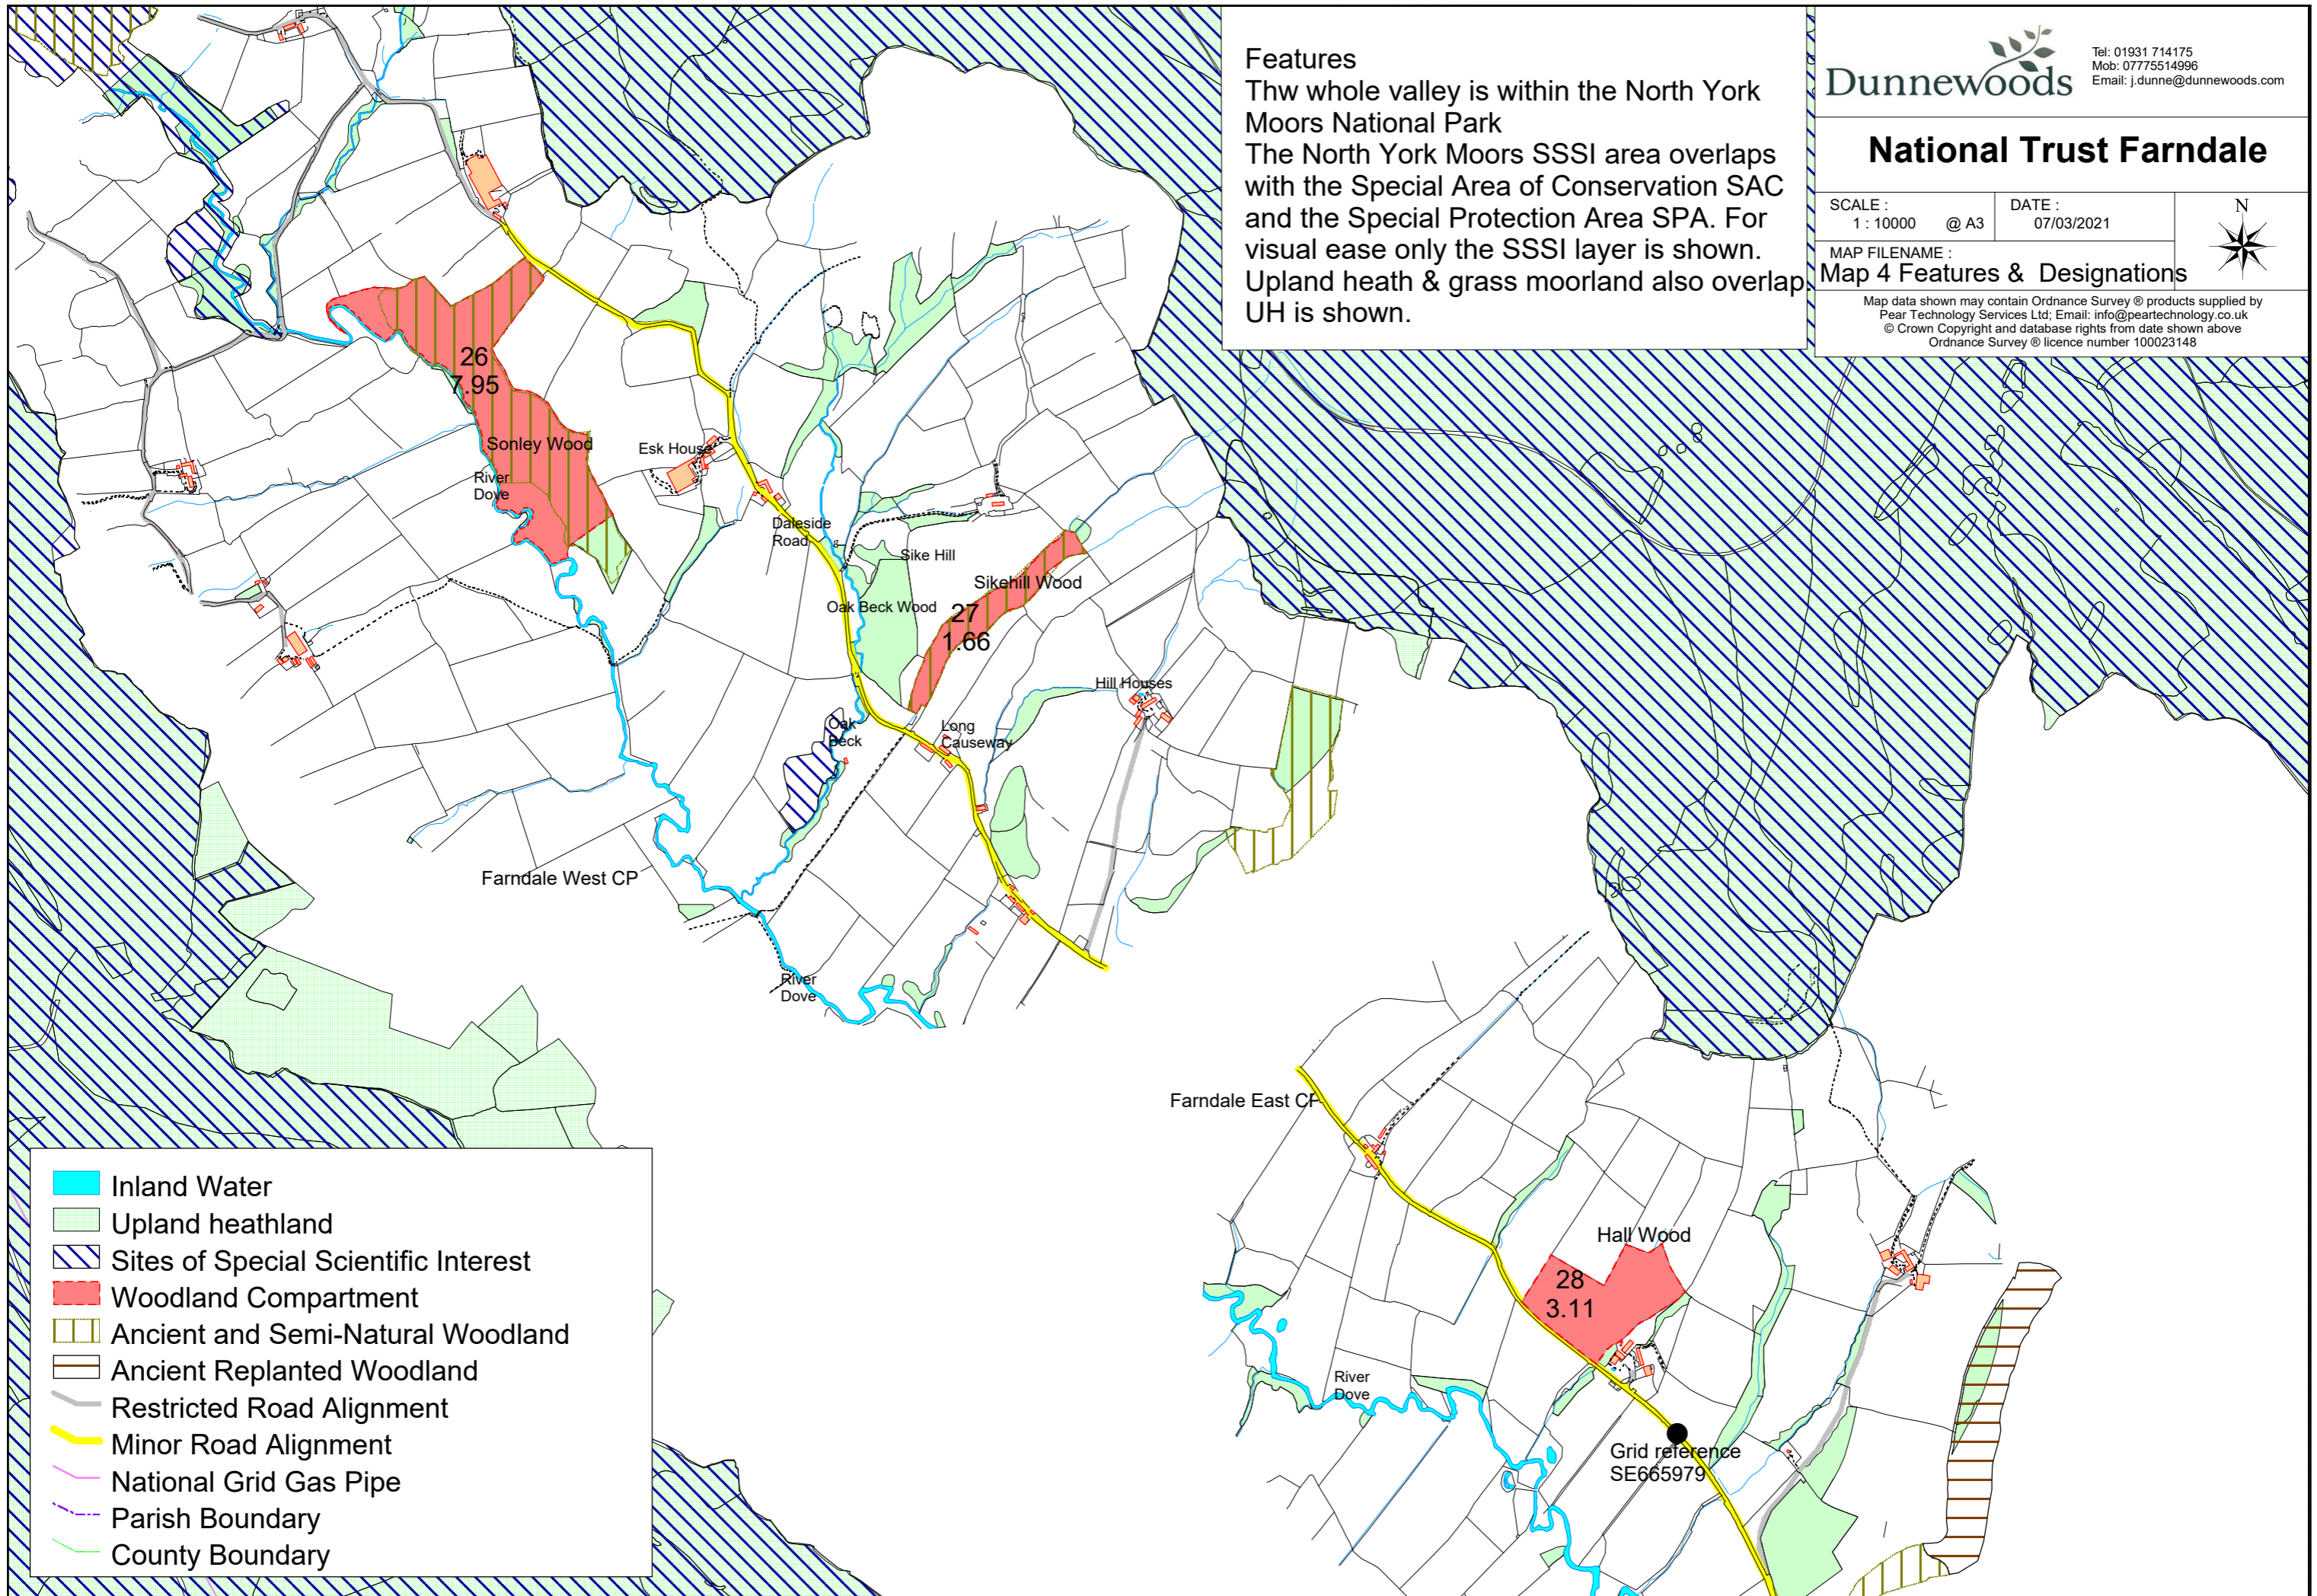 Features
Thw whole valley is within the North York
Moors National Park
The North York Moors SSSI area overlaps
with the Special Area of Conservation SAC
and the Special Protection Area SPA. For
visual ease only the SSSI layer is shown.
Upland heath & grass moorland also overlap.
UH is shown.
Dunnewoods
Tel: 01931 714175
Mob: 07775514996
Email: j.dunne@dunnewoods.com
National Trust Farndale
SCALE :
1 : 10000 @ A3
DATE :
07/03/2021
N
MAP FILENAME :
Map 4 Features & Designations
Map data shown may contain Ordnance Survey ® products supplied by
Pear Technology Services Ltd; Email: info@peartechnology.co.uk
© Crown Copyright and database rights from date shown above
Ordnance Survey ® licence number 100023148
26
7.95
Sonley Wood
River
Dove
Esk House
Daleside
Road
Sike Hill
Sikehill Wood
Oak Beck Wood
27
1.66
Hill Houses
Oak
Beck
Long
Causeway
Farndale West CP
River
Dove
Farndale East CP
Hall Wood
28
3.11
River
Dove
Grid reference
SE665979
Inland Water
Upland heathland
Sites of Special Scientific Interest
Woodland Compartment
Ancient and Semi-Natural Woodland
Ancient Replanted Woodland
Restricted Road Alignment
Minor Road Alignment
National Grid Gas Pipe
Parish Boundary
County Boundary